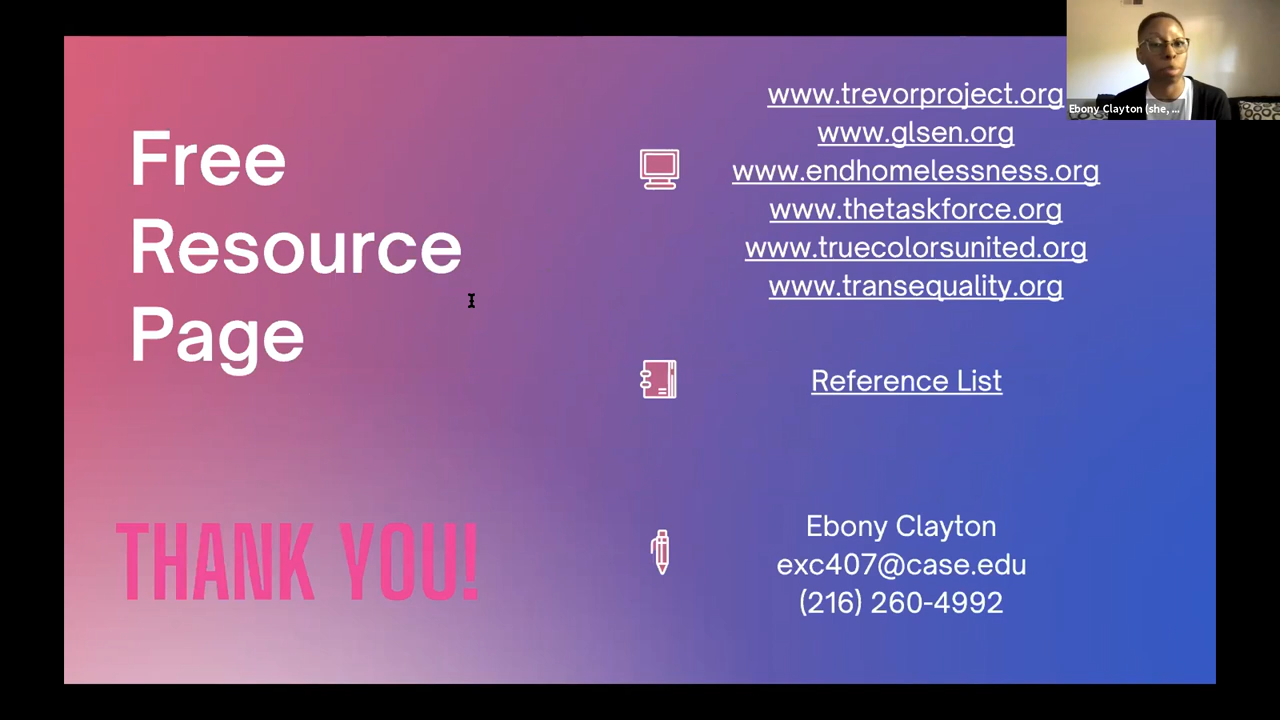 Free
Resource
Page
THANK YOU!
www.trevorproject.org
www.glsen.org
www.endhomelessness.org
www.thetaskforce.org
www.truecolorsunited.org
www.transequality.org
Reference List
Ebony Clayton
exc407@case.edu
(216) 260-4992
Ebony Clayton (she, ...